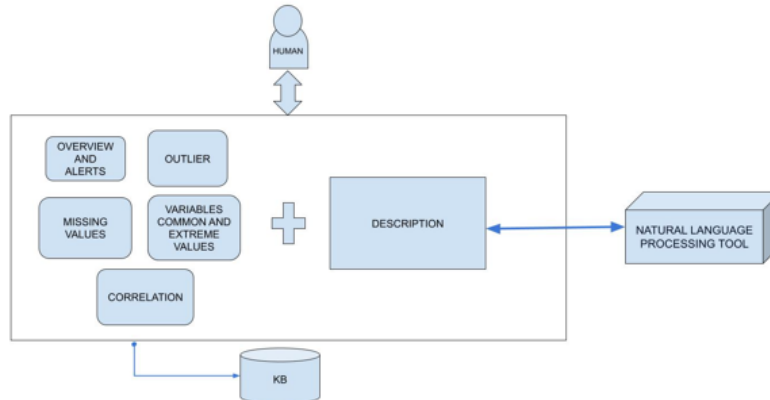 HUMAN
OVERVIEW
AND
ALERTS
OUTLIER
MISSING
VALUES
VARIABLES
COMMON AND
EXTREME
VALUES
CORRELATION
DESCRIPTION
NATURAL LANGUAGE
PROCESSING TOOL
KB